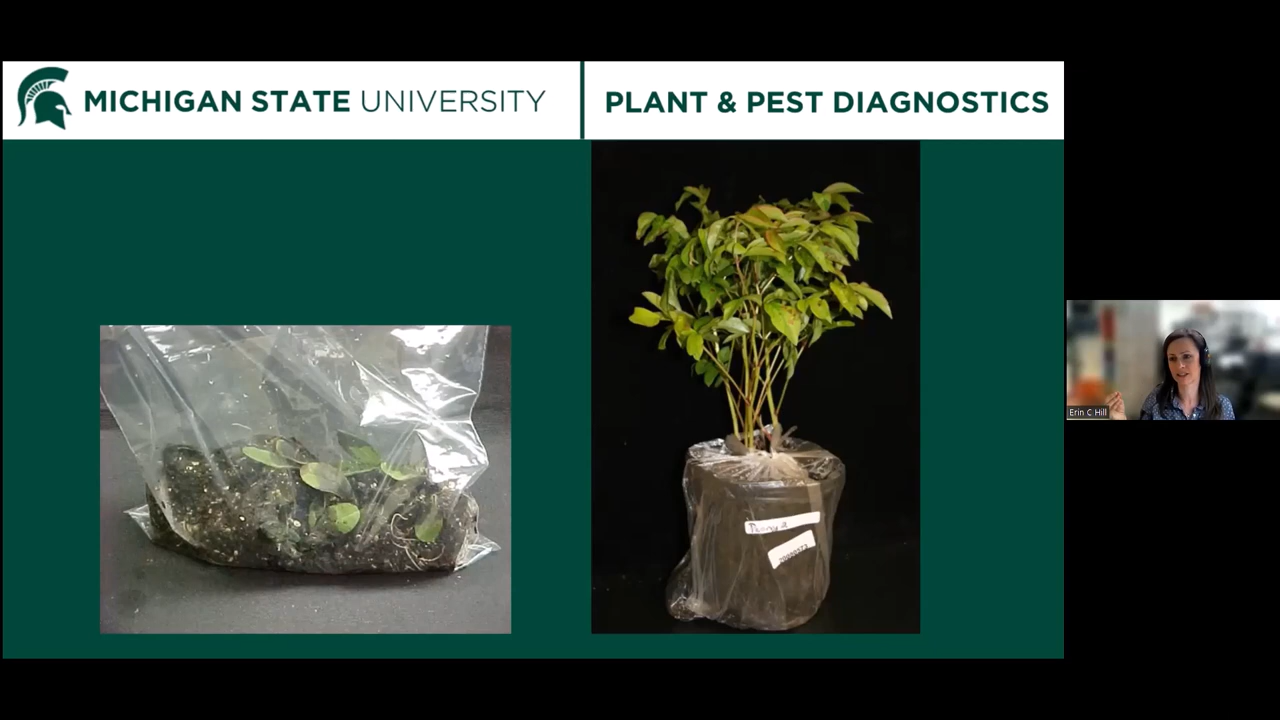 MICHIGAN STATE UNIVERSITY
PLANT & PEST DIAGNOSTICS
Erin C Hill